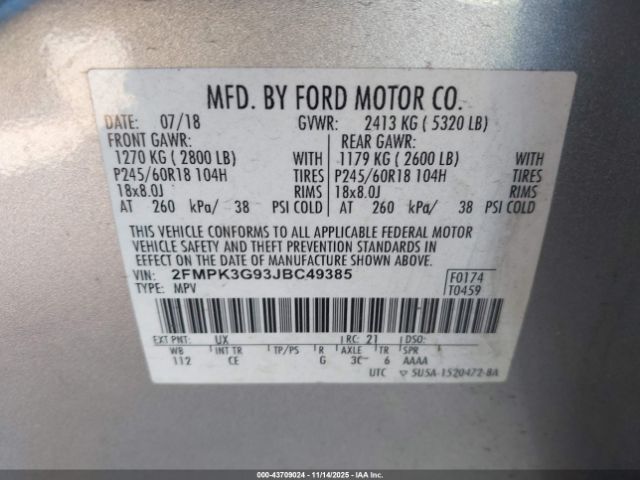 MFD. BY FORD MOTOR CO.
DATE: 07/18 GVWR: 2413 KG ( 5320 LB)
FRONT GAWR: REAR GAWR:
1270 KG ( 2800 LB) WITH 1179 KG ( 2600 LB) WITH
P245/60R18 104H TIRES P245/60R18 104H TIRES
18x8.0J RIMS 18x8.0J RIMS
AT 260 kPa/ 38 PSI COLD AT 260 kPa/ 38 PSI COLD
THIS VEHICLE CONFORMS TO ALL APPLICABLE FEDERAL MOTOR
VEHICLE SAFETY AND THEFT PREVENTION STANDARDS IN
EFFECT ON THE DATE OF MANUFACTURE SHOWN ABOVE.
VIN: 2FMPK3G93JBC49385 F0174
TYPE: MPV T0459
EXT PNT: UX RC: 21 DSO:
WB INT TR TP/PS R AXLE TR SPR
112 CE G 3C 6 AAAA
UTC ▽ 5U5A-1520472-BA
000-43709024 - 11/14/2025 - IAAI.com